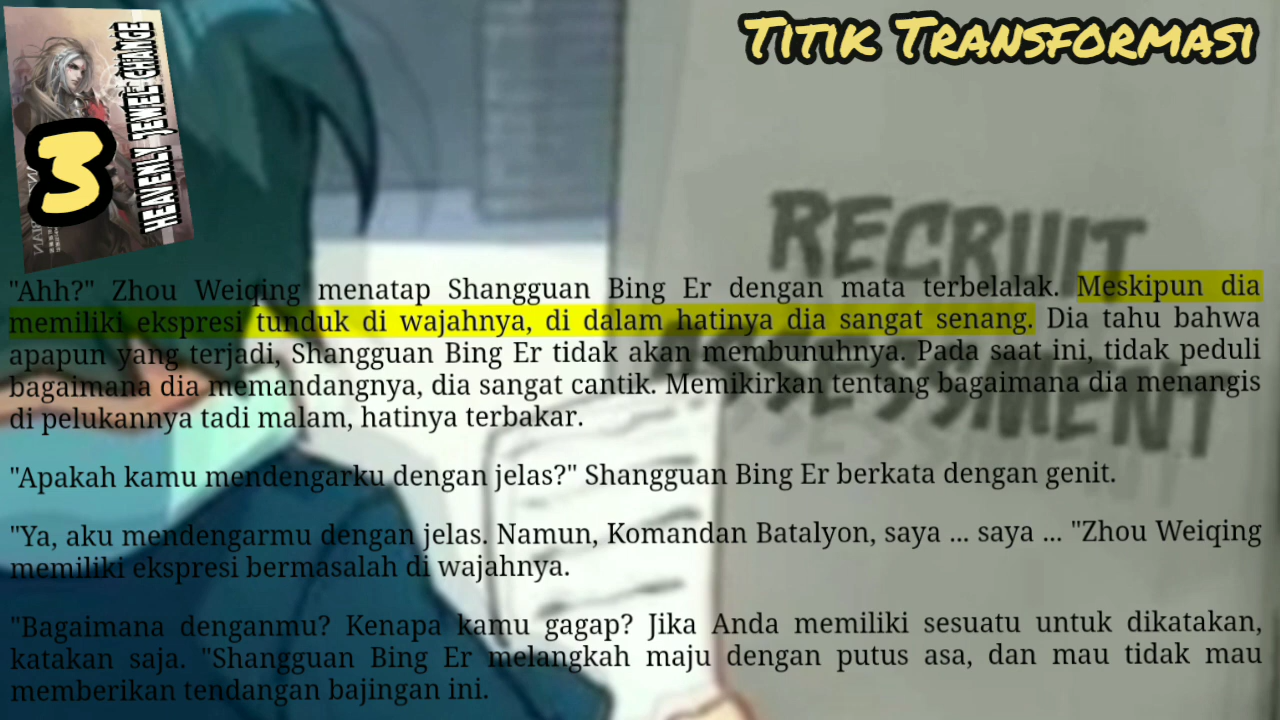 Titik Transformasi
HEAVENLY JEWEL CHANGE
3
RECRUIT
ASSESSMENT
"Ahh?" Zhou Weiqing menatap Shangguan Bing Er dengan mata terbelalak. Meskipun dia
memiliki ekspresi tunduk di wajahnya, di dalam hatinya dia sangat senang. Dia tahu bahwa
apapun yang terjadi, Shangguan Bing Er tidak akan membunuhnya. Pada saat ini, tidak peduli
bagaimana dia memandangnya, dia sangat cantik. Memikirkan tentang bagaimana dia menangis
di pelukannya tadi malam, hatinya terbakar.
"Apakah kamu mendengarku dengan jelas?" Shangguan Bing Er berkata dengan genit.
"Ya, aku mendengarmu dengan jelas. Namun, Komandan Batalyon, saya ... saya ... "Zhou Weiqing
memiliki ekspresi bermasalah di wajahnya.
"Bagaimana denganmu? Kenapa kamu gagap? Jika Anda memiliki sesuatu untuk dikatakan,
katakan saja. "Shangguan Bing Er melangkah maju dengan putus asa, dan mau tidak mau
memberikan tendangan bajingan ini.